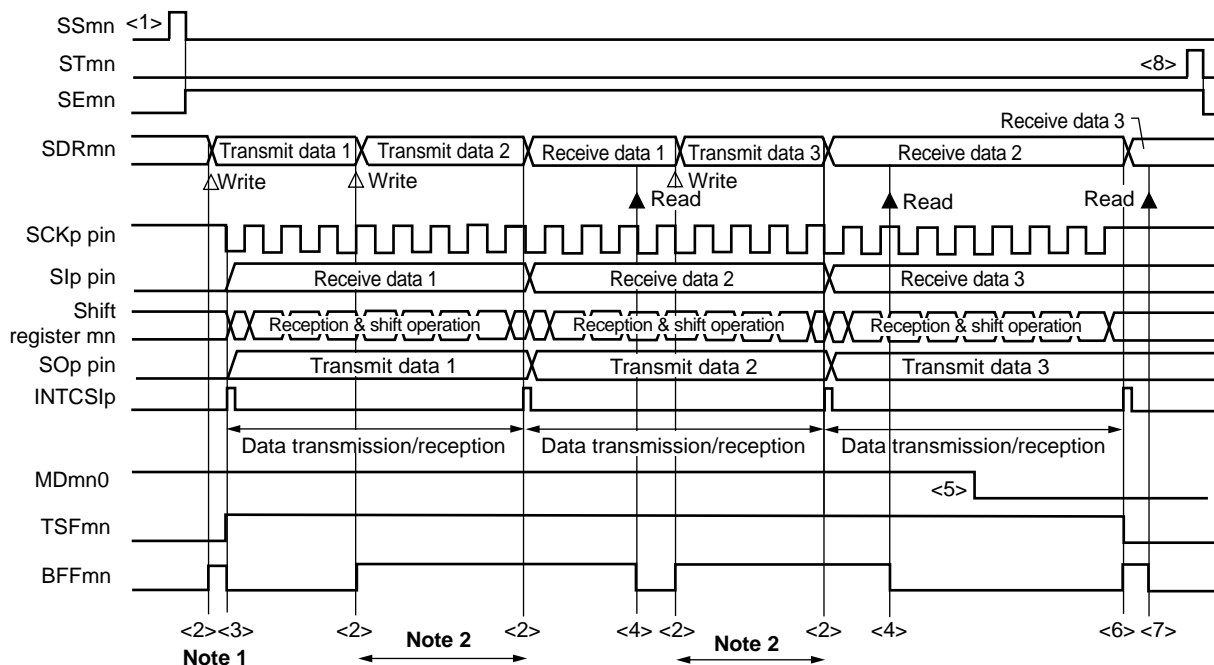 SSmn <1>
STmn <8>
SEmn
Receive data 3
SDRmn Transmit data 1 Transmit data 2 Receive data 1 Transmit data 3 Receive data 2
Write Write Write
Read Read Read
SCKp pin
SIp pin Receive data 1 Receive data 2 Receive data 3
Shift
register mn Reception & shift operation Reception & shift operation Reception & shift operation
SOp pin Transmit data 1 Transmit data 2 Transmit data 3
INTCSIp
Data transmission/reception Data transmission/reception Data transmission/reception
MDmn0 <5>
TSFmn
BFFmn
<2> <3> <2> <2> <4> <2> <2> <4> <6> <7>
Note 1 Note 2 Note 2